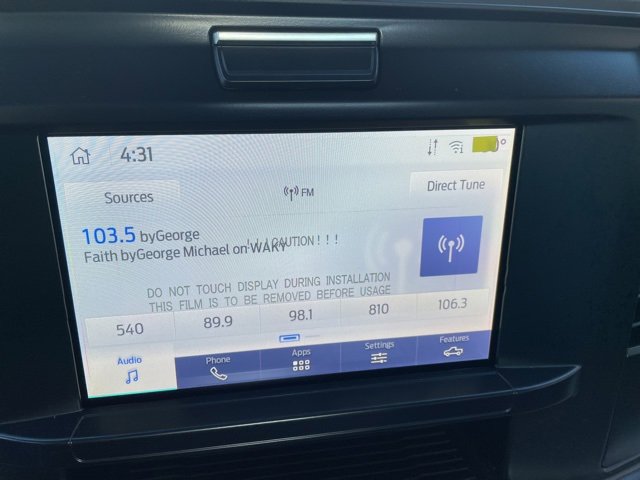 4:31
Sources
FM
Direct Tune
103.5 byGeorge
Faith byGeorge Michael on WAKY
! ! ! CAUTION ! ! !
DO NOT TOUCH DISPLAY DURING INSTALLATION
THIS FILM IS TO BE REMOVED BEFORE USAGE
540 89.9 98.1 810 106.3
Audio Phone Apps Settings Features